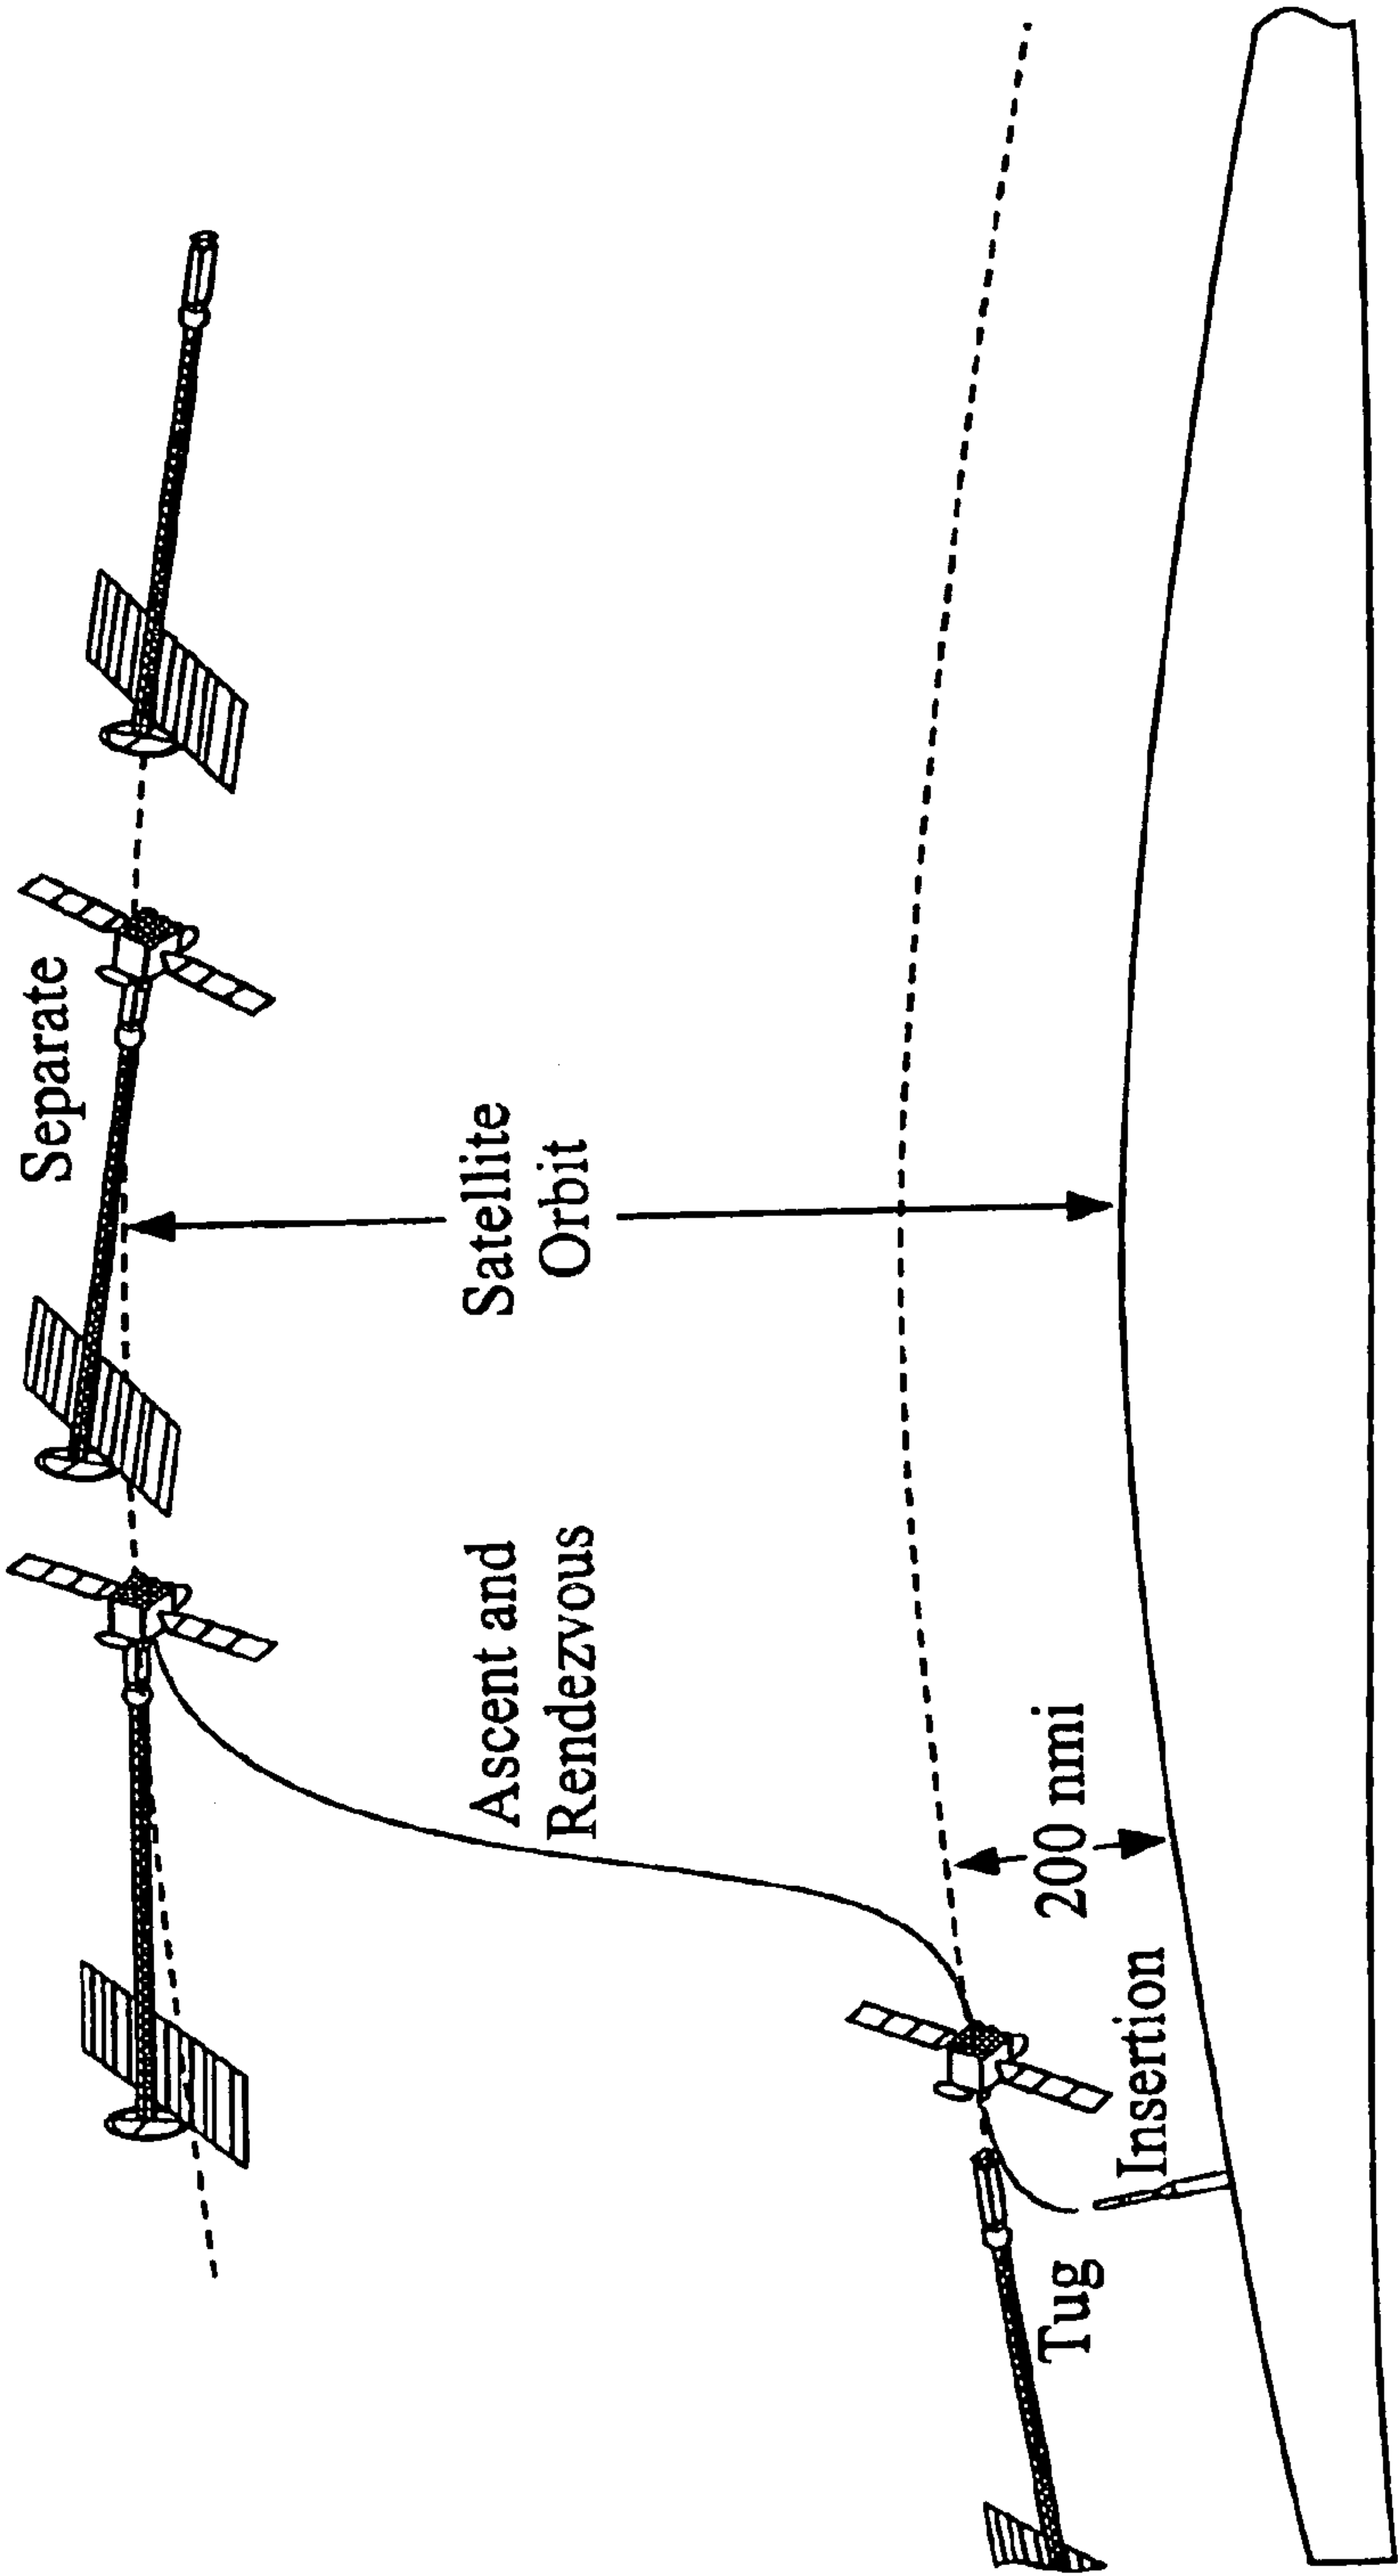 Separate
Satellite
Orbit
Ascent and
Rendezvous
200 nmi
Insertion
Tug